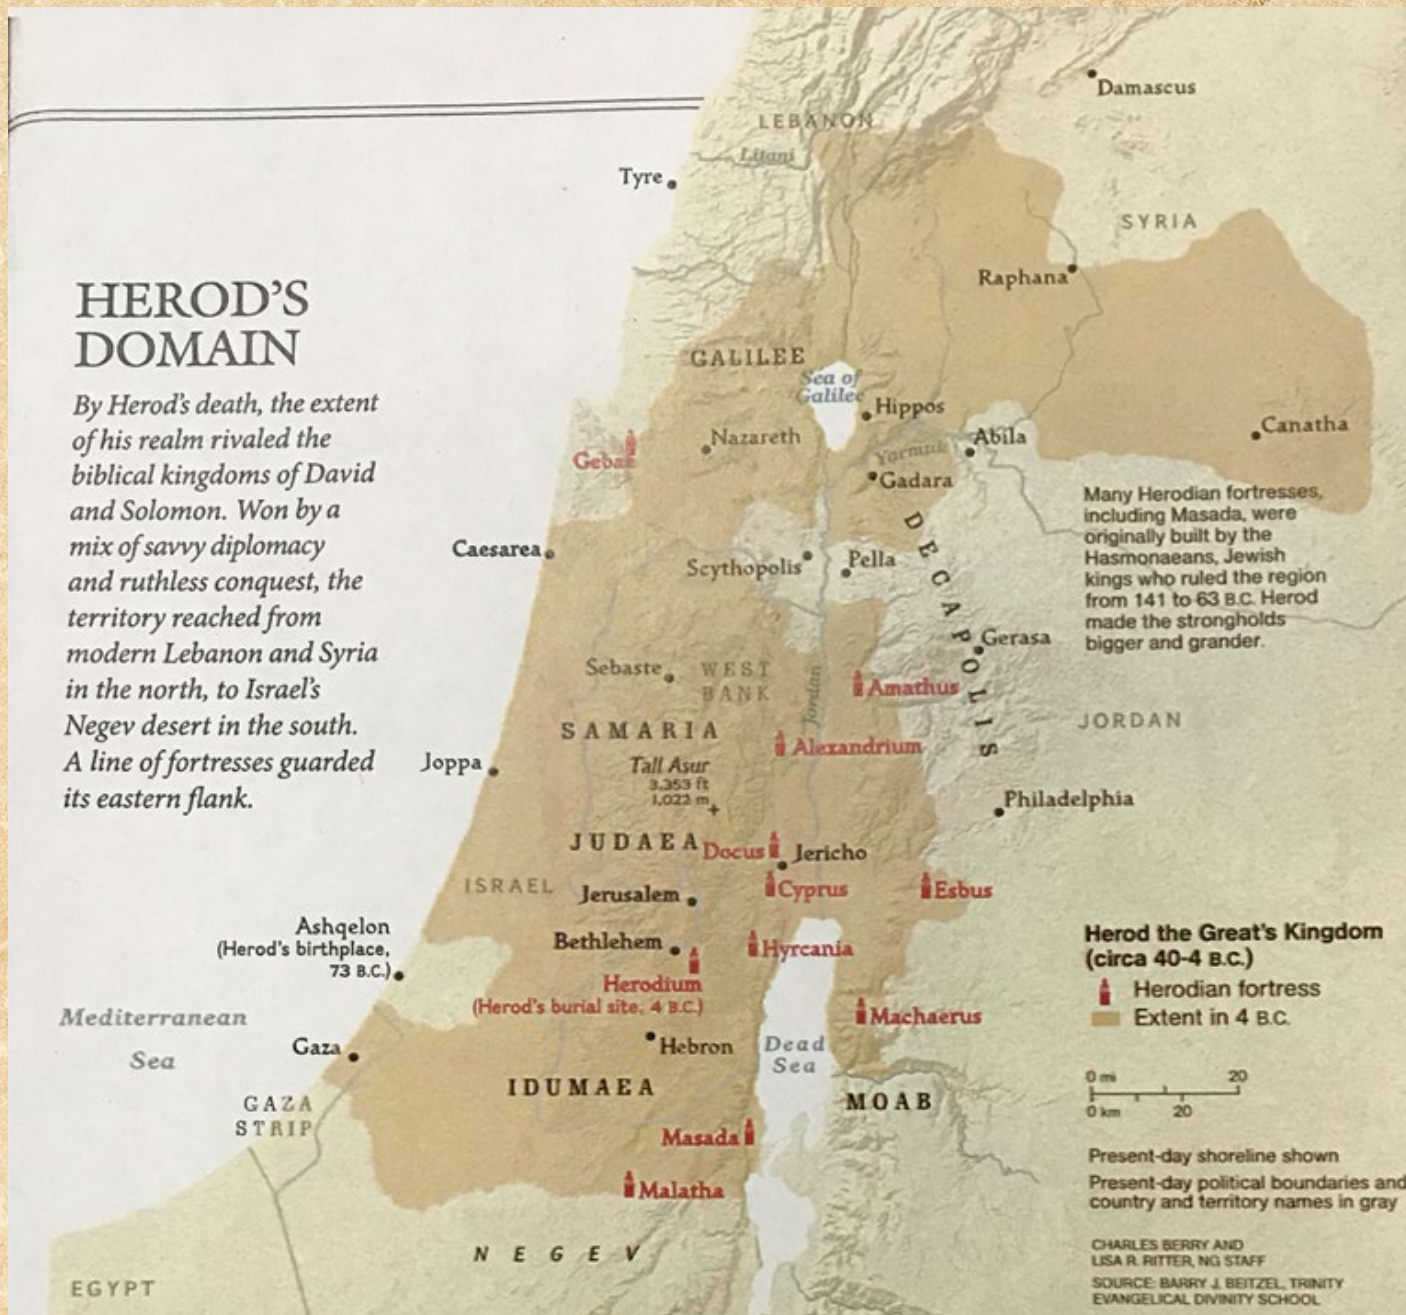 Damascus
LEBANON
Litani
Tyre
SYRIA
Raphana
HEROD'S
DOMAIN
By Herod's death, the extent
of his realm rivaled the
biblical kingdoms of David
and Solomon. Won by a
mix of savvy diplomacy
and ruthless conquest, the
territory reached from
modern Lebanon and Syria
in the north, to Israel's
Negev desert in the south.
A line of fortresses guarded
its eastern flank.
GALILEE
Sea of
Galilee
Hippos
Nazareth
Geba
Yarmuk
Abila
Canatha
Gadara
DECAPOLIS
Many Herodian fortresses,
including Masada, were
originally built by the
Hasmonaeans, Jewish
kings who ruled the region
from 141 to 63 B.C. Herod
made the strongholds
bigger and grander.
Caesarea
Scythopolis
Pella
Gerasa
Sebaste
WEST
BANK
Jordan
Amathus
JORDAN
SAMARIA
Alexandrium
Joppa
Tall Asur
3,353 ft
1,022 m
Philadelphia
JUDAEA
Docus
Jericho
ISRAEL
Jerusalem
Cyprus
Esbus
Ashqelon
(Herod's birthplace,
73 B.C.)
Bethlehem
Hyrcania
Herodium
(Herod's burial site, 4 B.C.)
Machaerus
Herod the Great's Kingdom
(circa 40-4 B.C.)
Herodian fortress
Extent in 4 B.C.
Mediterranean
Sea
Gaza
Hebron
Dead
Sea
IDUMAEA
MOAB
GAZA
STRIP
0 mi 20
0 km 20
Masada
Malatha
Present-day shoreline shown
Present-day political boundaries and
country and territory names in gray
NEGEV
EGYPT
CHARLES BERRY AND
LISA R. RITTER, NG STAFF
SOURCE: BARRY J. BEITZEL, TRINITY
EVANGELICAL DIVINITY SCHOOL